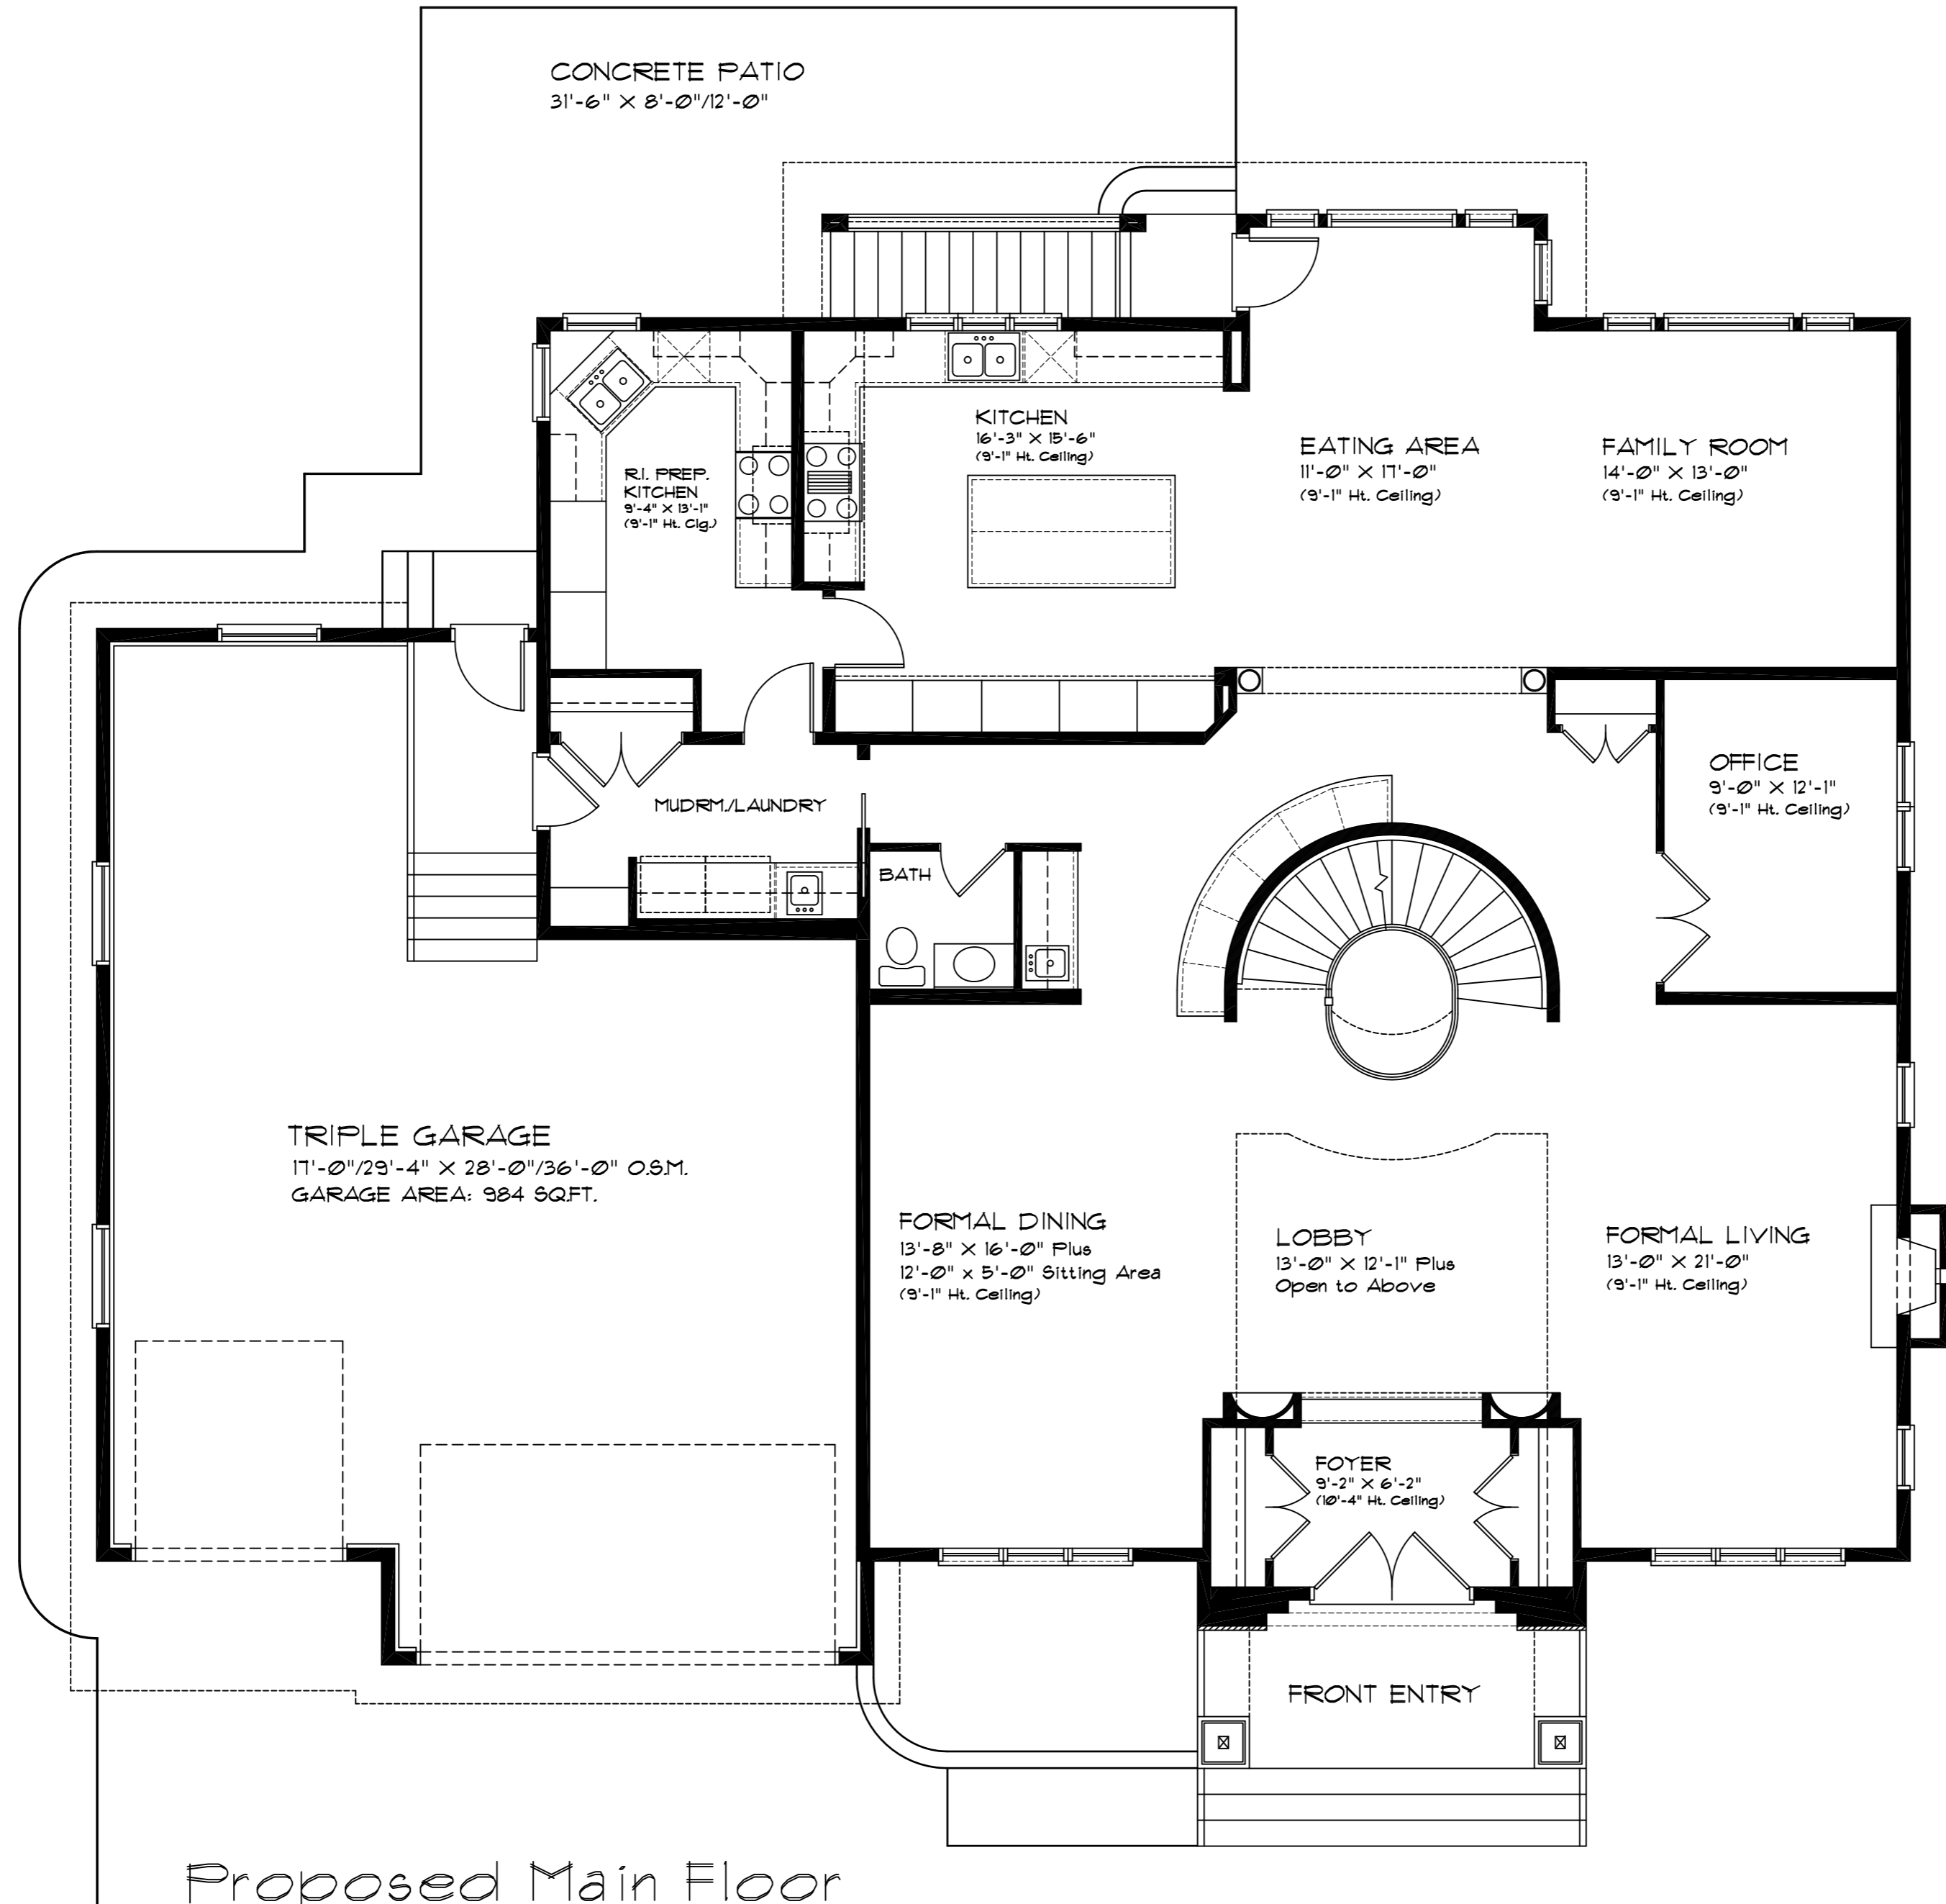 CONCRETE PATIO
31'-6" X 8'-0"/12'-0"
KITCHEN
16'-3" X 15'-6"
(9'-1" Ht. Ceiling)
EATING AREA
11'-0" X 17'-0"
(9'-1" Ht. Ceiling)
FAMILY ROOM
14'-0" X 13'-0"
(9'-1" Ht. Ceiling)
R.I. PREP.
KITCHEN
9'-4" X 13'-1"
(9'-1" Ht. Clg.)
OFFICE
9'-0" X 12'-1"
(9'-1" Ht. Ceiling)
MUDRM./LAUNDRY
BATH
TRIPLE GARAGE
17'-0"/29'-4" X 28'-0"/36'-0" O.S.M.
GARAGE AREA: 984 SQ.FT.
FORMAL DINING
13'-8" X 16'-0" Plus
12'-0" x 5'-0" Sitting Area
(9'-1" Ht. Ceiling)
LOBBY
13'-0" X 12'-1" Plus
Open to Above
FORMAL LIVING
13'-0" X 21'-0"
(9'-1" Ht. Ceiling)
FOYER
9'-2" X 6'-2"
(10'-4" Ht. Ceiling)
FRONT ENTRY
Proposed Main Floor